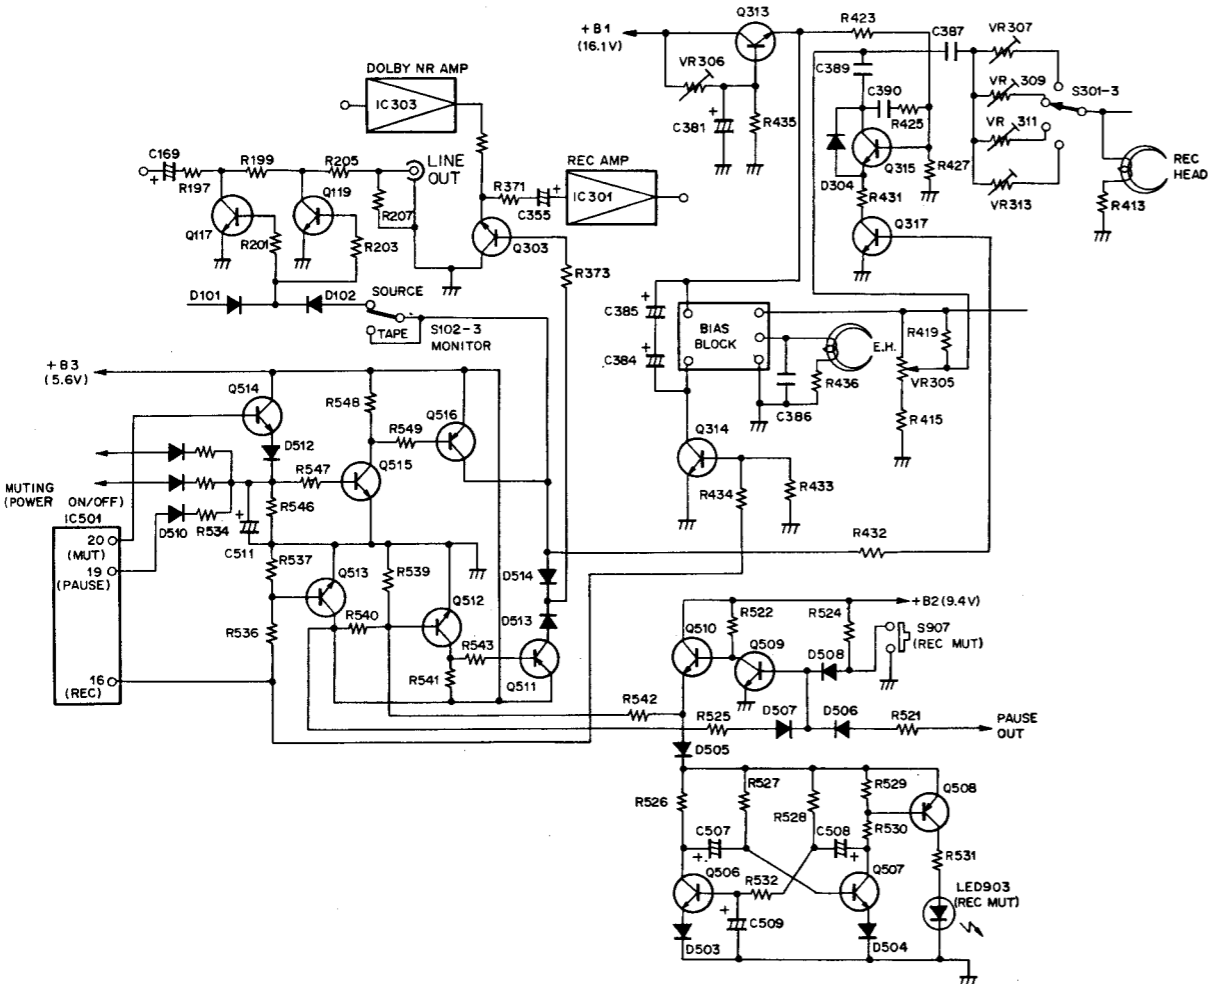 Q313
R423
+B1
(16.1V)
C387
VR307
VR306
C389
DOLBY NR AMP
IC303
C390
VR 309
S301-3
C381
R435
R425
VR 311
C169
R199
R205
LINE
OUT
REC AMP
Q315
R427
REC
HEAD
R197
Q119
R371
IC301
D304
R431
VR313
R413
C355
R207
Q117
R201
R203
Q303
Q317
R373
D101
D102
SOURCE
TAPE
S102-3
MONITOR
C385
BIAS
BLOCK
R419
E.H.
C384
R436
VR305
+B3
(5.6V)
Q514
R548
Q516
C386
R415
R549
D512
Q314
R547
Q515
MUTING
(POWER ON/OFF)
R434
R433
IC501
R546
D510
R534
C511
20
(MUT)
R432
R537
19
(PAUSE)
Q513
R539
D514
Q512
D513
+B2(9.4V)
R540
R522
R524
R536
Q510
S907
(REC MUT)
Q509
D508
R543
R541
Q511
16
(REC)
R542
R525
D507
D506
R521
PAUSE
OUT
D505
R527
R529
Q508
R526
R528
R530
C507
C508
R531
Q506
R532
Q507
LED903
(REC MUT)
C509
D503
D504